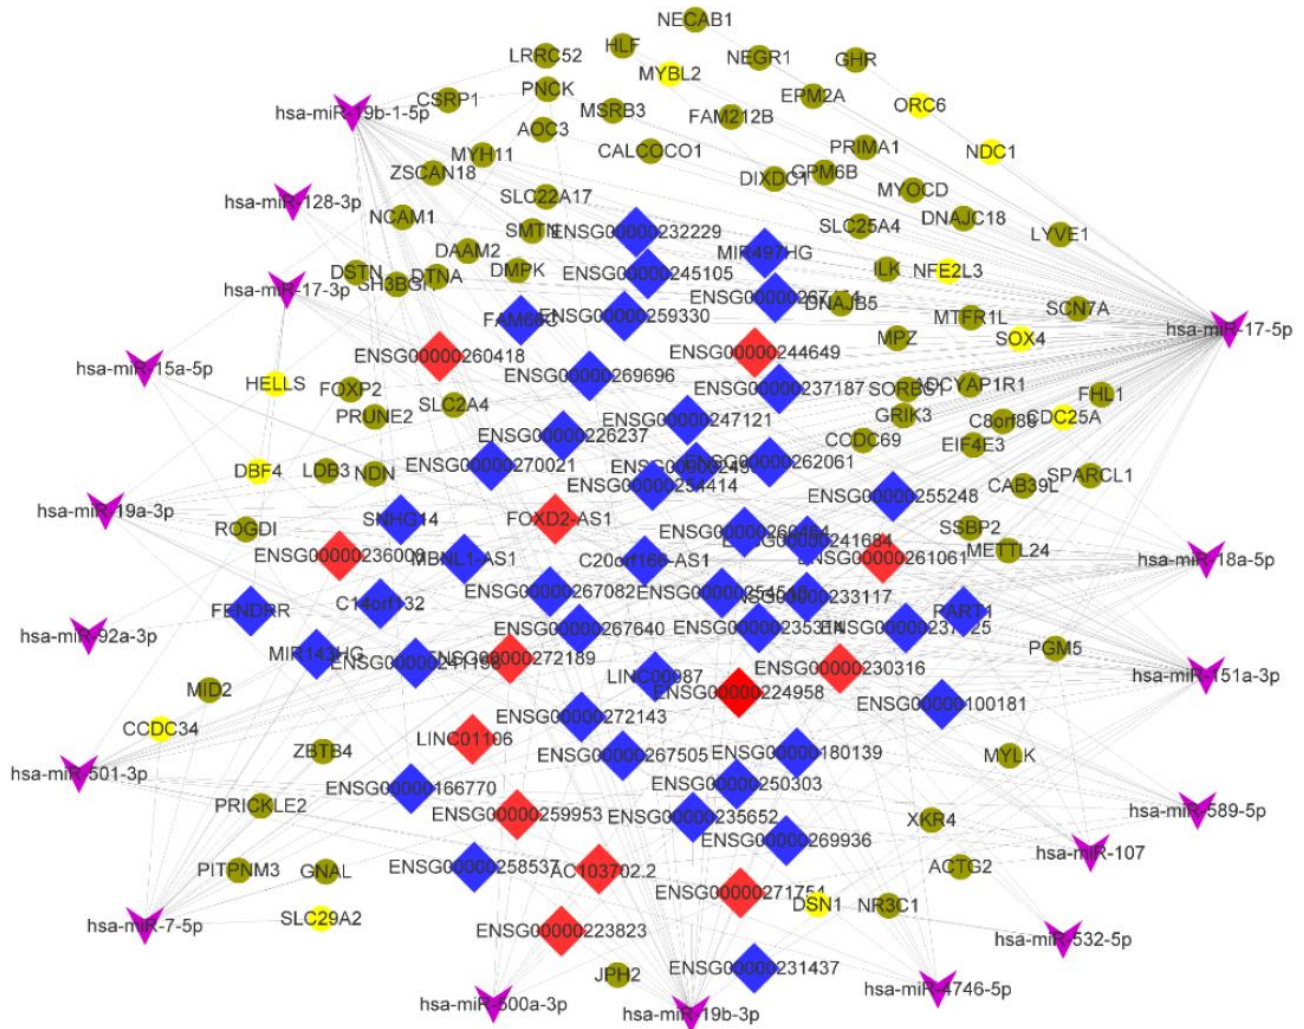 NECAB1
HLF
LRRC52
NEGR1
GHR
MYBL2
PNCK
CSRP1
EPM2A
ORC6
hsa-miR-19b-1-5p
MSRB3
FAM212B
AOC3
CALCOCO1
PRIMA1
NDC1
MYH11
ZSCAN18
DIXDC1
GPM6B
MYOCD
hsa-miR-128-3p
SLC22A17
NCAM1
DNAJC18
SLC25A4
LYVE1
SMTN
ENSG00000232229
DAAM2
MIR497HG
DSTN
DTNA
DMPK
ENSG00000245105
ILK
NFE2L3
hsa-miR-17-3p
DNAJB5
SCN7A
ENSG00000259330
MTFR1L
hsa-miR-17-5p
MPZ
SOX4
ENSG00000260418
ENSG00000244649
hsa-miR-15a-5p
ENSG00000269696
HELLS
FOXP2
ENSG00000237187
SORBS1
ADCYAP1R1
FHL1
SLC2A4
PRUNE2
ENSG00000247121
GRIK3
C8orf86
CDC25A
ENSG00000226237
CCDC69
EIF4E3
ENSG00000270021
ENSG00000262061
DBF4
LDB3
NDN
SPARCL1
ENSG00000254414
CAB39L
ENSG00000255248
hsa-miR-19a-3p
SNHG14
FOXD2-AS1
ROGDI
SSBP2
ENSG00000260464
ENSG00000241684
METTL24
ENSG00000236009
MBNL1-AS1
C20orf166-AS1
ENSG00000261061
hsa-miR-18a-5p
ENSG00000267082
ENSG00000233117
FENDRR
C14orf132
PART1
ENSG00000267640
hsa-miR-92a-3p
PGM5
MIR143HG
ENSG00000272189
ENSG00000230316
hsa-miR-151a-3p
MID2
ENSG00000224958
ENSG00000100181
ENSG00000272143
CCDC34
LINC01106
ZBTB4
ENSG00000267505
ENSG00000180139
MYLK
hsa-miR-501-3p
ENSG00000166770
ENSG00000250303
PRICKLE2
ENSG00000259953
ENSG00000235652
XKR4
hsa-miR-589-5p
ENSG00000269936
hsa-miR-107
PITPNM3
GNAL
ENSG00000258537
AC103702.2
ACTG2
ENSG00000271754
DSN1
NR3C1
SLC29A2
hsa-miR-7-5p
ENSG00000223823
hsa-miR-532-5p
JPH2
ENSG00000231437
hsa-miR-4746-5p
hsa-miR-500a-3p
hsa-miR-19b-3p